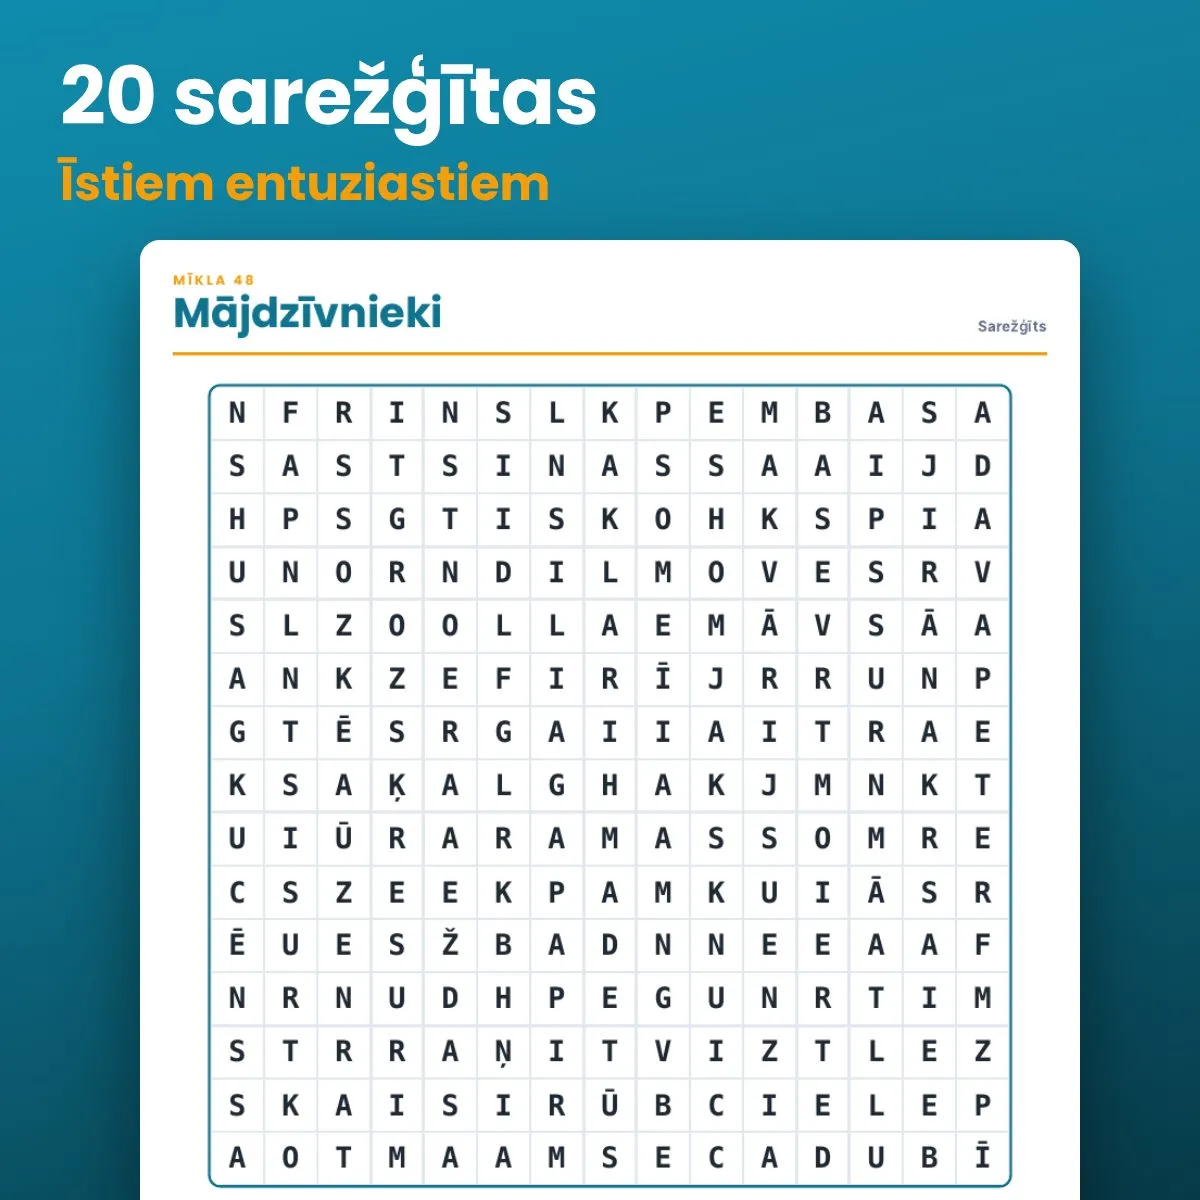 20 sarežģītas
Īstiem entuziastiem
MĪKLA 48
Mājdzīvnieki
Sarežģīts
N F R I N S L K P E M B A S A
S A S T S I N A S S A A I J D
H P S G T I S K O H K S P I A
U N O R N D I L M O V E S R V
S L Z O O L L A E M Ā V S Ā A
A N K Z E F I R Ī J R R U N P
G T Ē S R G A I I A I T R A E
K S A Ķ A L G H A K J M N K T
U I Ū R A R A M A S S O M R E
C S Z E E K P A M K U I Ā S R
Ē U E S Ž B A D N N E E A A F
N R N U D H P E G U N R T I M
S T R R A Ņ I T V I Z T L E Z
S K A I S I R Ū B C I E L E P
A O T M A A M S E C A D U B Ī